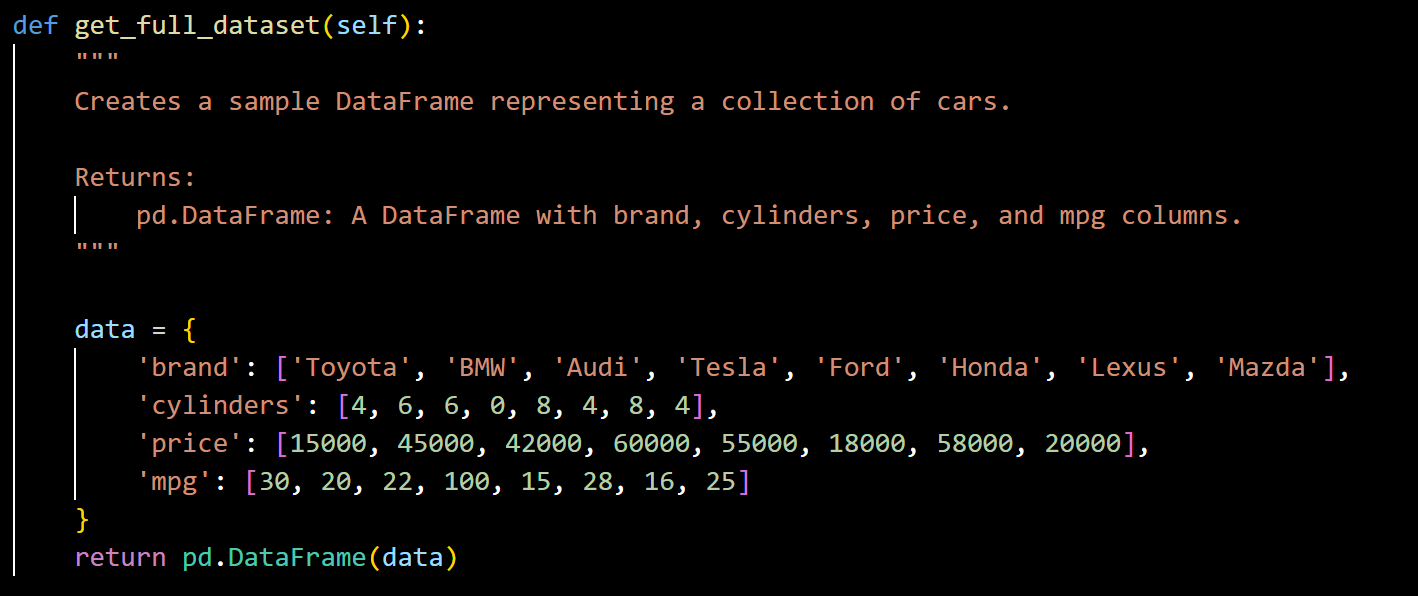 def get_full_dataset(self):
    """
    Creates a sample DataFrame representing a collection of cars.

    Returns:
        pd.DataFrame: A DataFrame with brand, cylinders, price, and mpg columns.
    """

    data = {
        'brand': ['Toyota', 'BMW', 'Audi', 'Tesla', 'Ford', 'Honda', 'Lexus', 'Mazda'],
        'cylinders': [4, 6, 6, 0, 8, 4, 8, 4],
        'price': [15000, 45000, 42000, 60000, 55000, 18000, 58000, 20000],
        'mpg': [30, 20, 22, 100, 15, 28, 16, 25]
    }
    return pd.DataFrame(data)